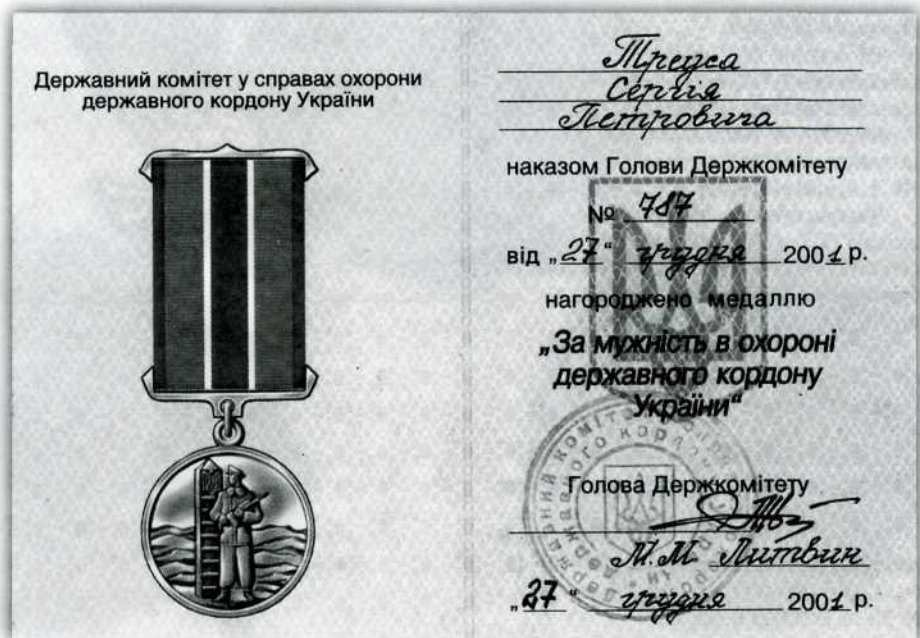 Державний комітет у справах охорони
державного кордону України
Треуса
Сергія
Петровича
наказом Голови Держкомітету
№ 787
від „27“ грудня 2001 р.
нагороджено медаллю
„За мужність в охороні
державного кордону
України“
Голова Держкомітету
М.М Литвин
„27“ грудня 2001 р.